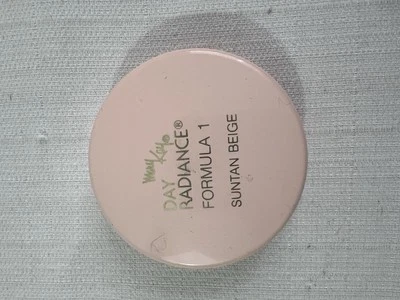 Mary Kay®
DAY
RADIANCE®
FORMULA 1
SUNTAN BEIGE